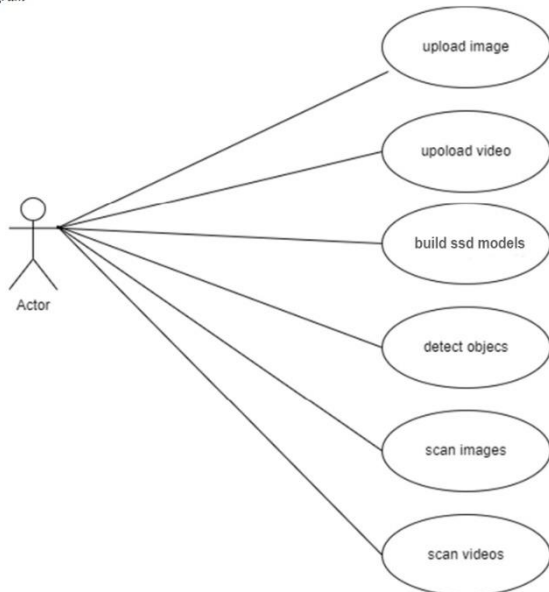 upload image
upoload video
build ssd models
detect objecs
scan images
scan videos
Actor